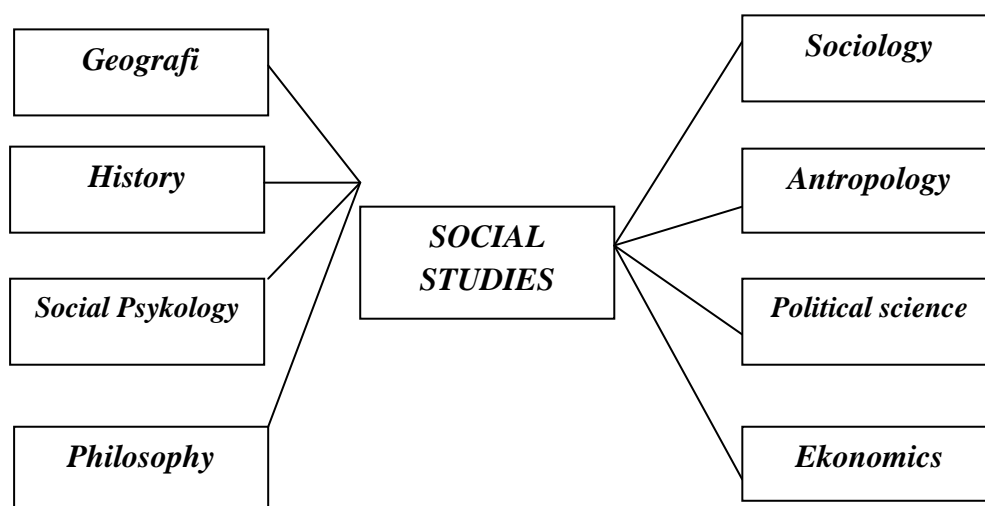 Geografi
History
Social Psykology
Philosophy
SOCIAL
STUDIES
Sociology
Antropology
Political science
Ekonomics